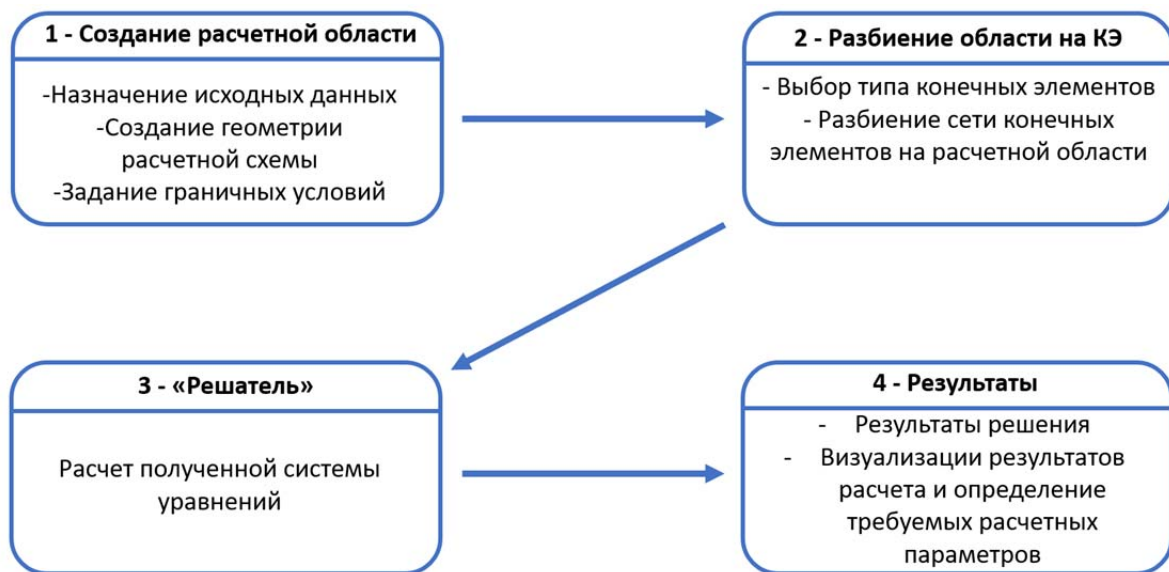 1 - Создание расчетной области
-Назначение исходных данных
-Создание геометрии
расчетной схемы
-Задание граничных условий
2 - Разбиение области на КЭ
- Выбор типа конечных элементов
- Разбиение сети конечных
элементов на расчетной области
3 - «Решатель»
Расчет полученной системы
уравнений
4 - Результаты
- Результаты решения
- Визуализации результатов
расчета и определение
требуемых расчетных
параметров